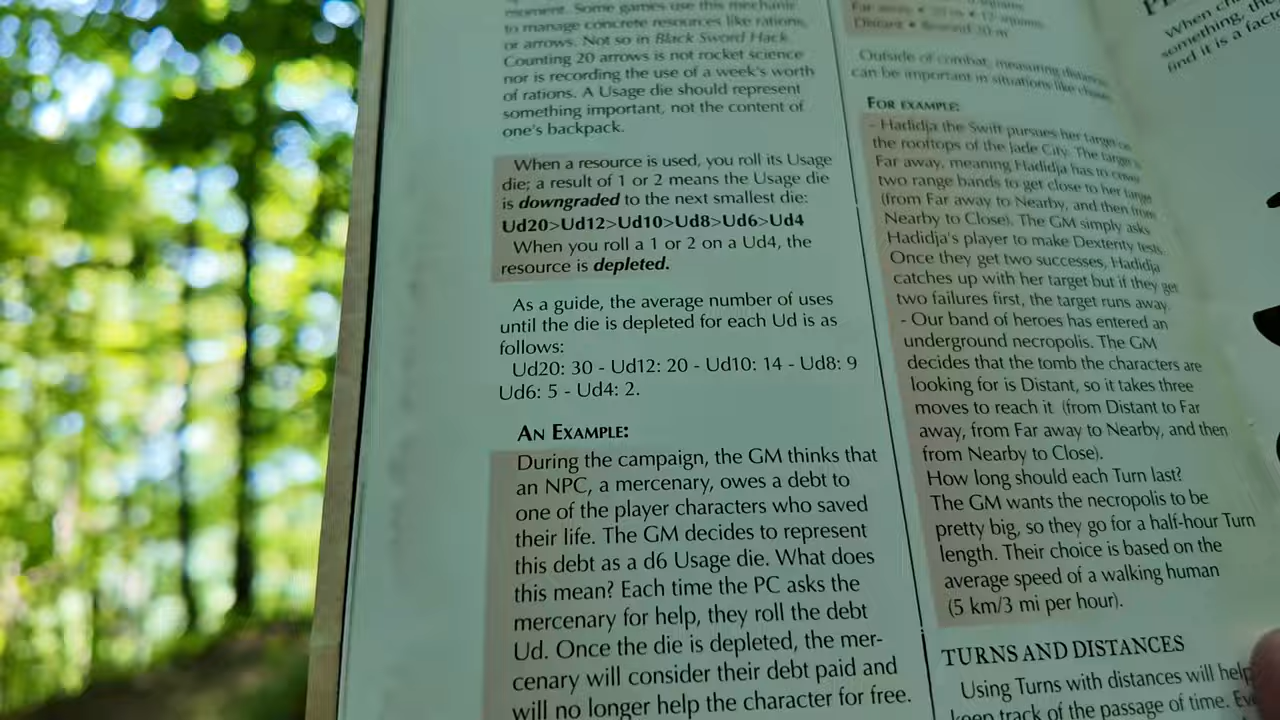 moment. Some games use this mechanic
to manage concrete resources like rations,
or arrows. Not so in Black Sword Hack.
Counting 20 arrows is not rocket science
nor is recording the use of a week's worth
of rations. A Usage die should represent
something important, not the content of
one's backpack.
When a resource is used, you roll its Usage
die; a result of 1 or 2 means the Usage die
is downgraded to the next smallest die:
Ud20>Ud12>Ud10>Ud8>Ud6>Ud4
When you roll a 1 or 2 on a Ud4, the
resource is depleted.
As a guide, the average number of uses
until the die is depleted for each Ud is as
follows:
Ud20: 30 - Ud12: 20 - Ud10: 14 - Ud8: 9
Ud6: 5 - Ud4: 2.
AN EXAMPLE:
During the campaign, the GM thinks that
an NPC, a mercenary, owes a debt to
one of the player characters who saved
their life. The GM decides to represent
this debt as a d6 Usage die. What does
this mean? Each time the PC asks the
mercenary for help, they roll the debt
Ud. Once the die is depleted, the mer-
cenary will consider their debt paid and
will no longer help the character for free.
Distant • Beyond 30 m
Outside of combat, measuring distances
can be important in situations like chases.
FOR EXAMPLE:
- Hadidja the Swift pursues her target on
the rooftops of the Jade City. The target is
Far away, meaning Hadidja has to cover
two range bands to get close to her target
(from Far away to Nearby, and then from
Nearby to Close). The GM simply asks
Hadidja's player to make Dexterity tests.
Once they get two successes, Hadidja
catches up with her target but if they get
two failures first, the target runs away.
- Our band of heroes has entered an
underground necropolis. The GM
decides that the tomb the characters are
looking for is Distant, so it takes three
moves to reach it (from Distant to Far
away, from Far away to Nearby, and then
from Nearby to Close).
How long should each Turn last?
The GM wants the necropolis to be
pretty big, so they go for a half-hour Turn
length. Their choice is based on the
average speed of a walking human
(5 km/3 mi per hour).
TURNS AND DISTANCES
Using Turns with distances will help
keep track of the passage of time.
When
something, the
find it is a